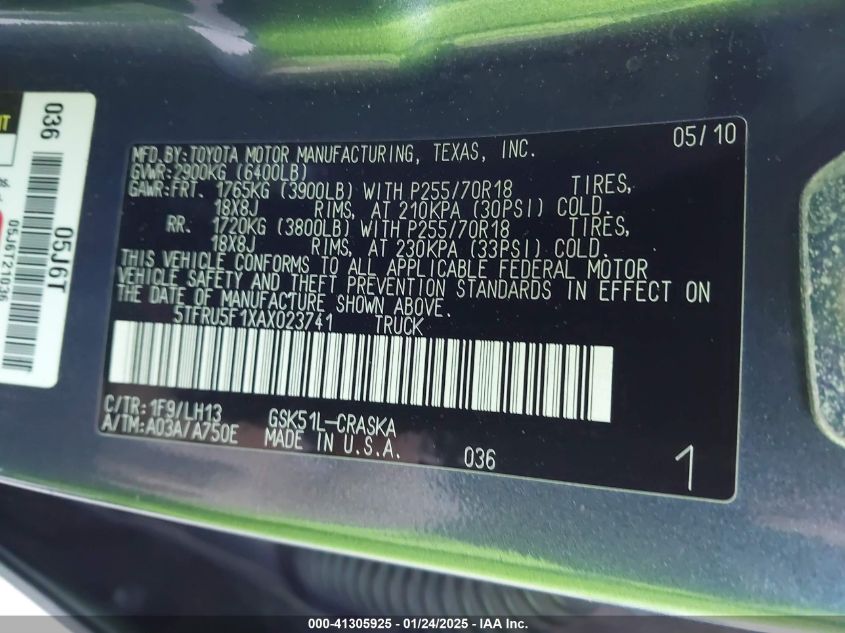 036
05J6T
05J6T21036
MFD.BY:TOYOTA MOTOR MANUFACTURING, TEXAS, INC. 05/10
GVWR:2900KG (6400LB)
GAWR:FRT. 1765KG (3900LB) WITH P255/70R18 TIRES,
18X8J RIMS, AT 210KPA (30PSI) COLD.
RR. 1720KG (3800LB) WITH P255/70R18 TIRES,
18X8J RIMS, AT 230KPA (33PSI) COLD.
THIS VEHICLE CONFORMS TO ALL APPLICABLE FEDERAL MOTOR
VEHICLE SAFETY AND THEFT PREVENTION STANDARDS IN EFFECT ON
THE DATE OF MANUFACTURE SHOWN ABOVE.
5TFRU5F1XAX023741 TRUCK
C/TR: 1F9/LH13 GSK51L-CRASKA
A/TM:A03A/A750E MADE IN U.S.A. 036 1
000-41305925 - 01/24/2025 - IAA Inc.